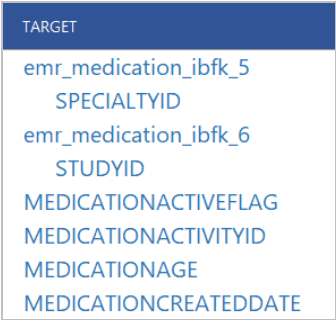 TARGET
emr_medication_ibfk_5
SPECIALTYID
emr_medication_ibfk_6
STUDYID
MEDICATIONACTIVEFLAG
MEDICATIONACTIVITYID
MEDICATIONAGE
MEDICATIONCREATEDDATE